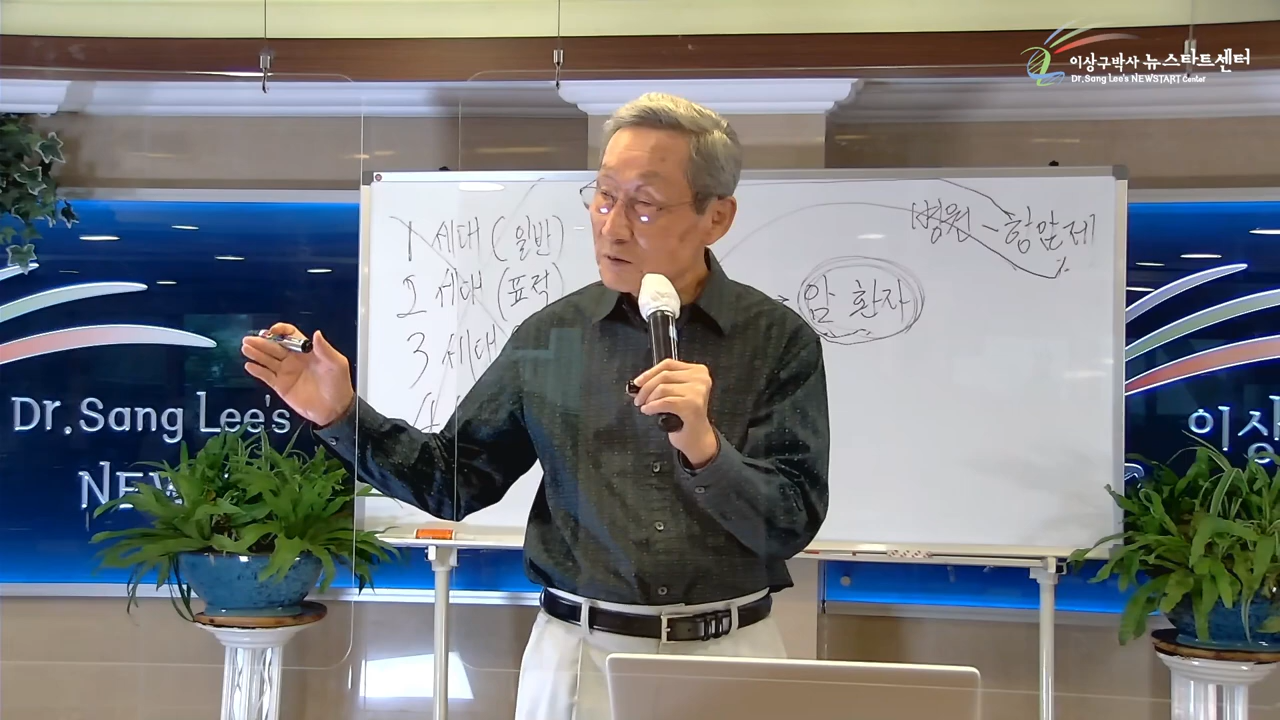 이상구박사 뉴스타트센터
Dr. Sang Lee's NEWSTART Center
1 세대 (일반)
2 세대 (표적
3 세대
병원 - 항암제
암 환자
Dr. Sang Lee's
이상